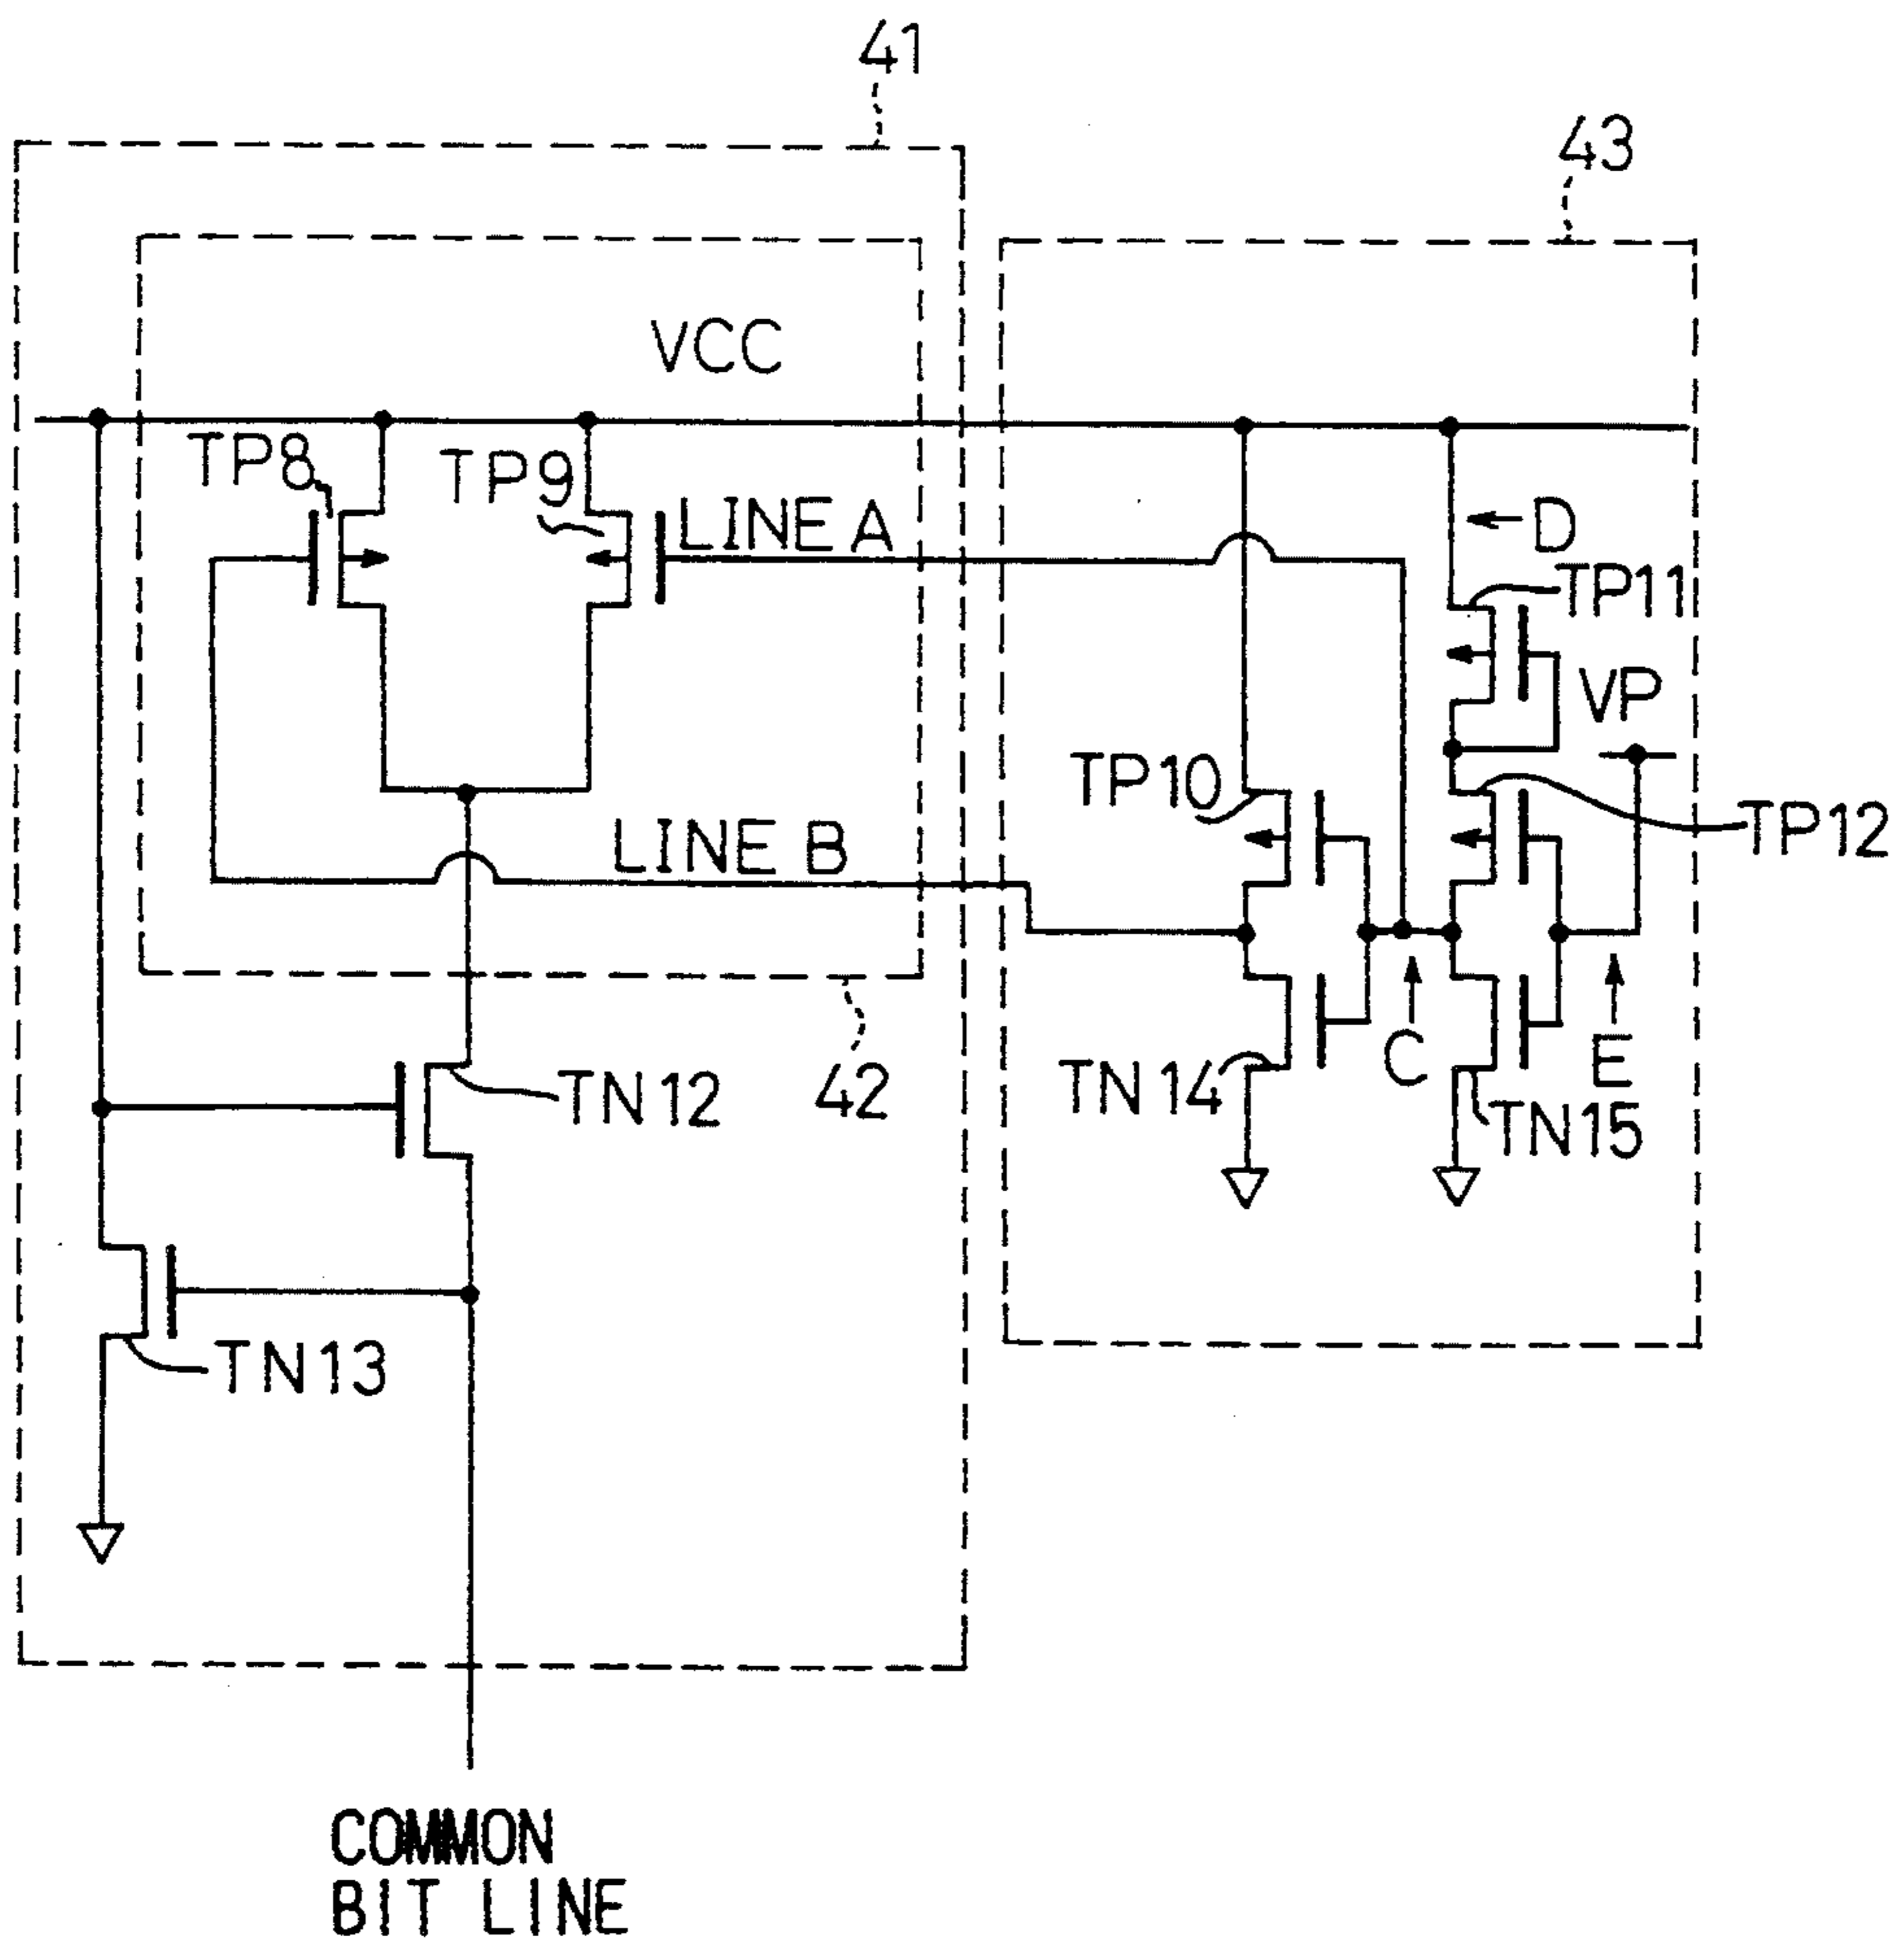 41
43
VCC
TP8
TP9
LINE A
D
TP11
VP
TP10
TP12
LINE B
C
E
TN14
TN15
TN12
42
TN13
COMMON
BIT LINE